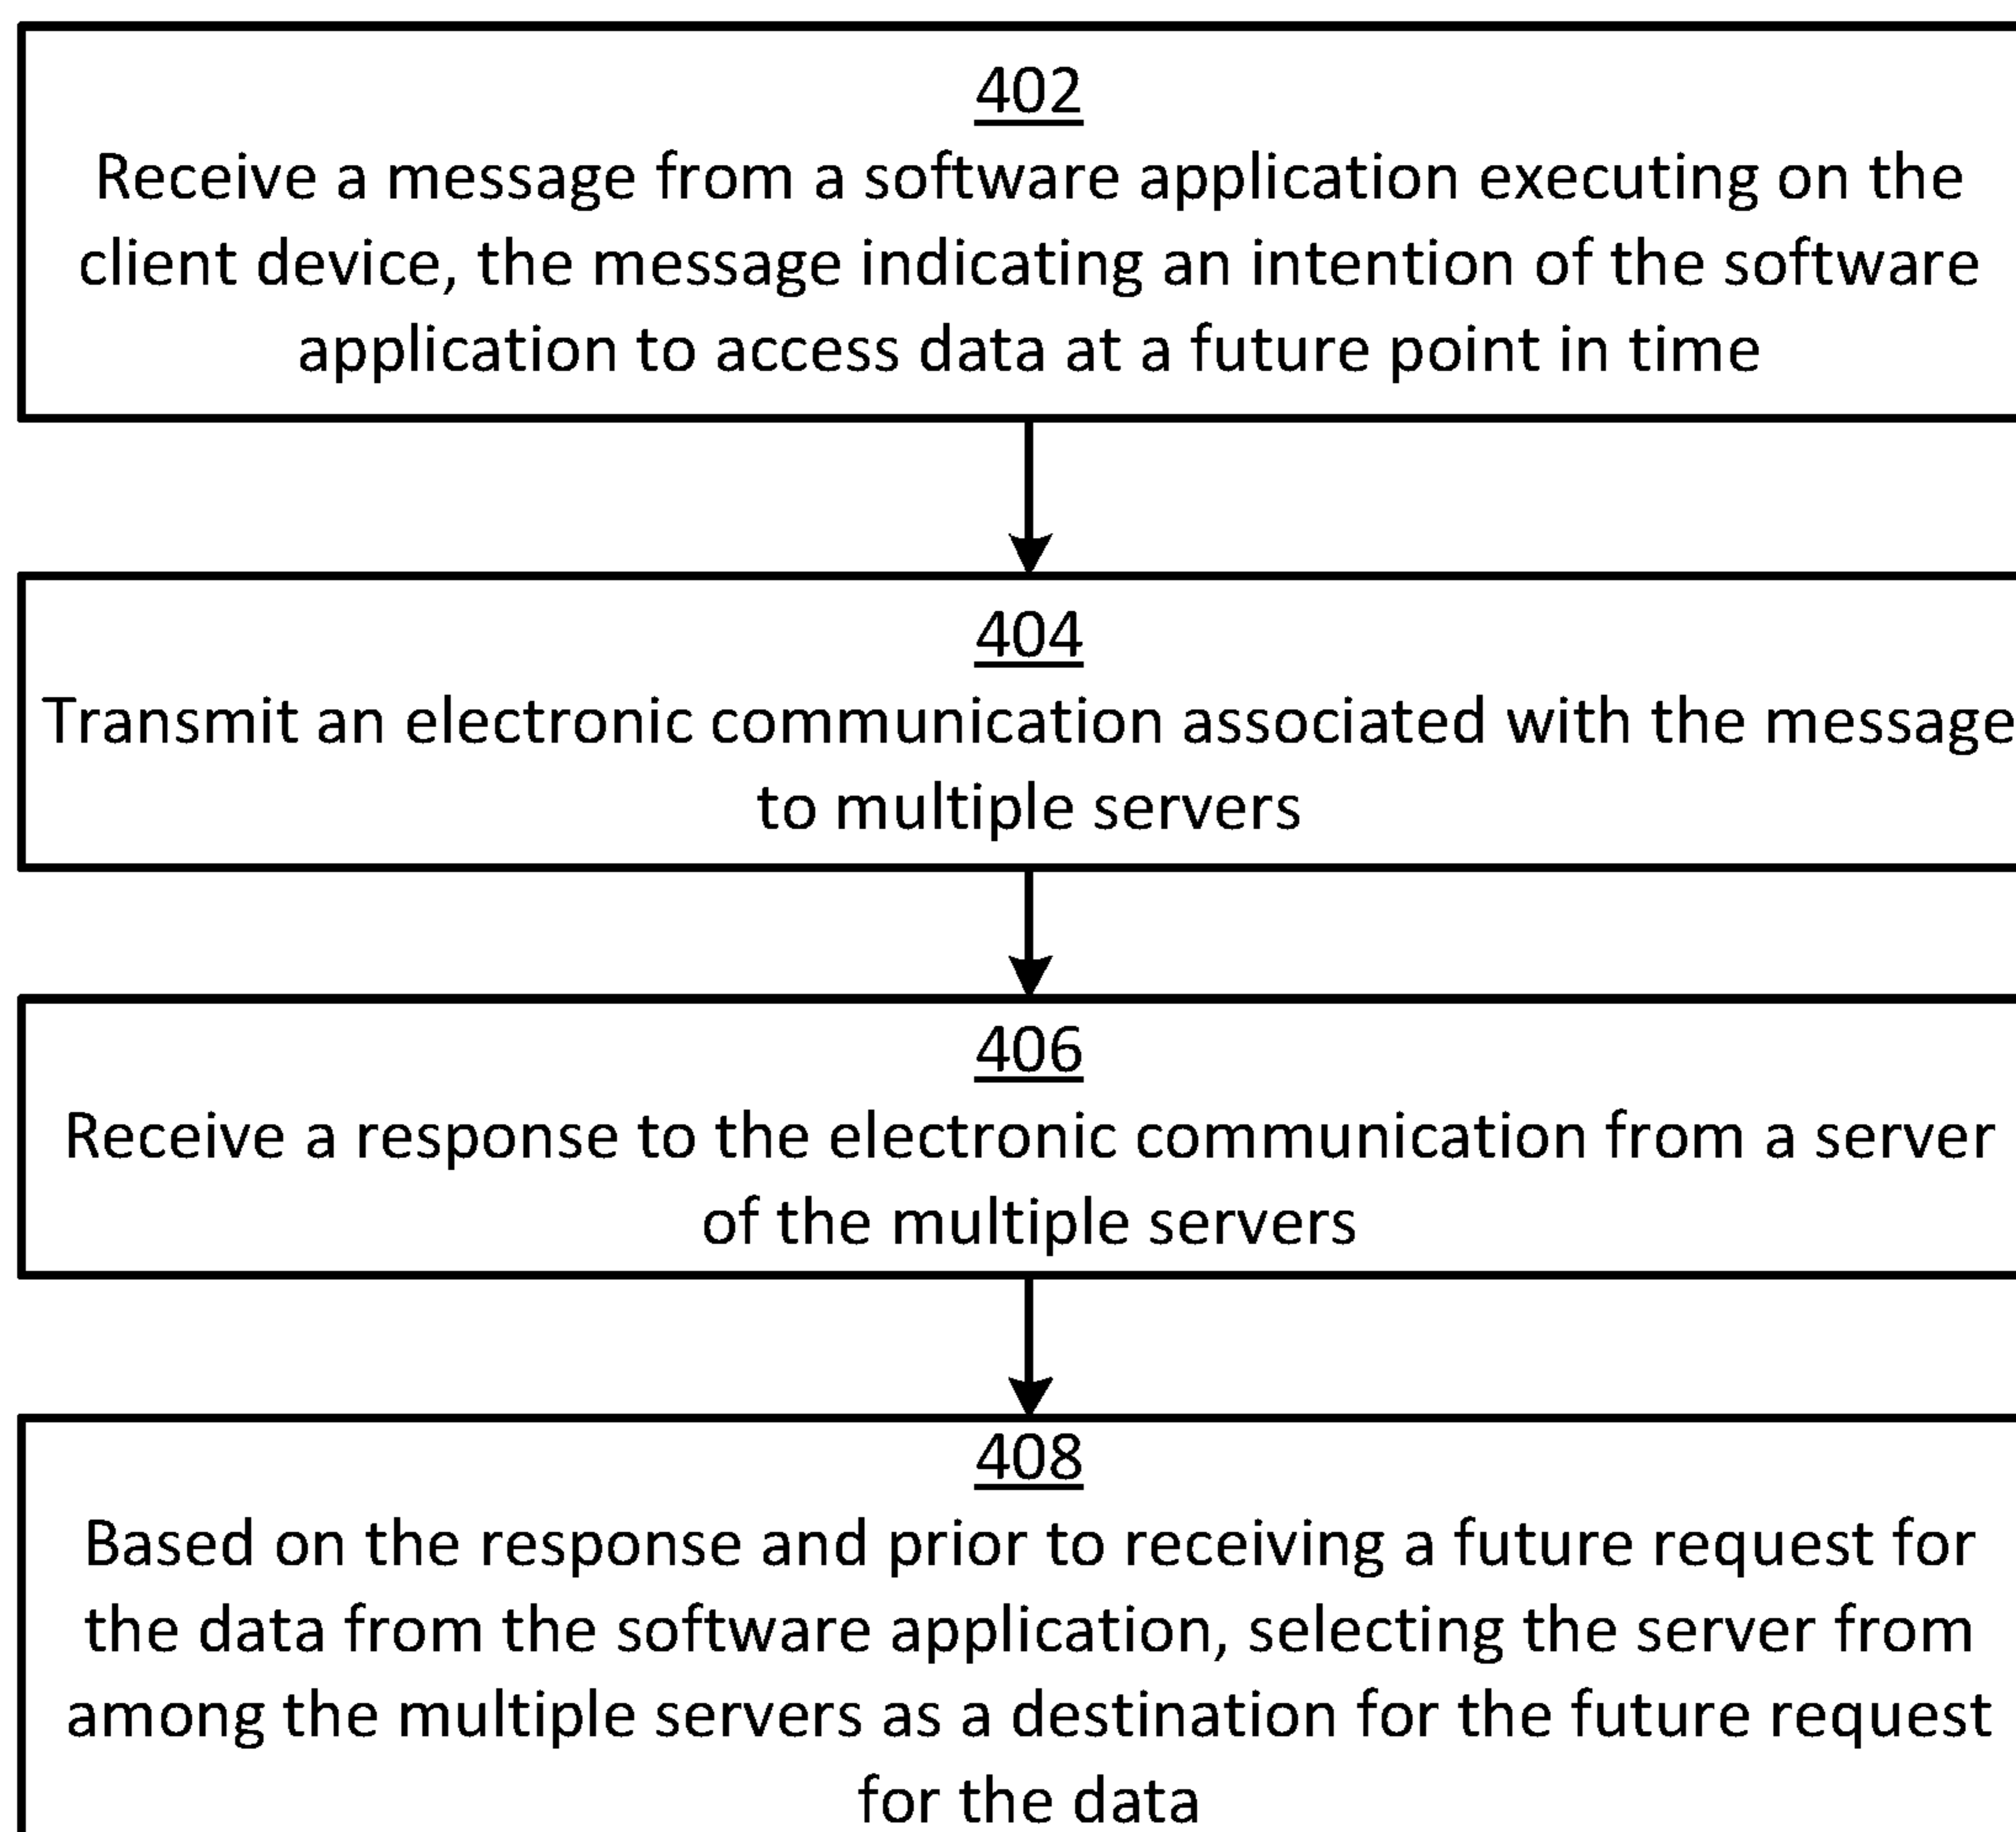 402
Receive a message from a software application executing on the
client device, the message indicating an intention of the software
application to access data at a future point in time
404
Transmit an electronic communication associated with the message
to multiple servers
406
Receive a response to the electronic communication from a server
of the multiple servers
408
Based on the response and prior to receiving a future request for
the data from the software application, selecting the server from
among the multiple servers as a destination for the future request
for the data